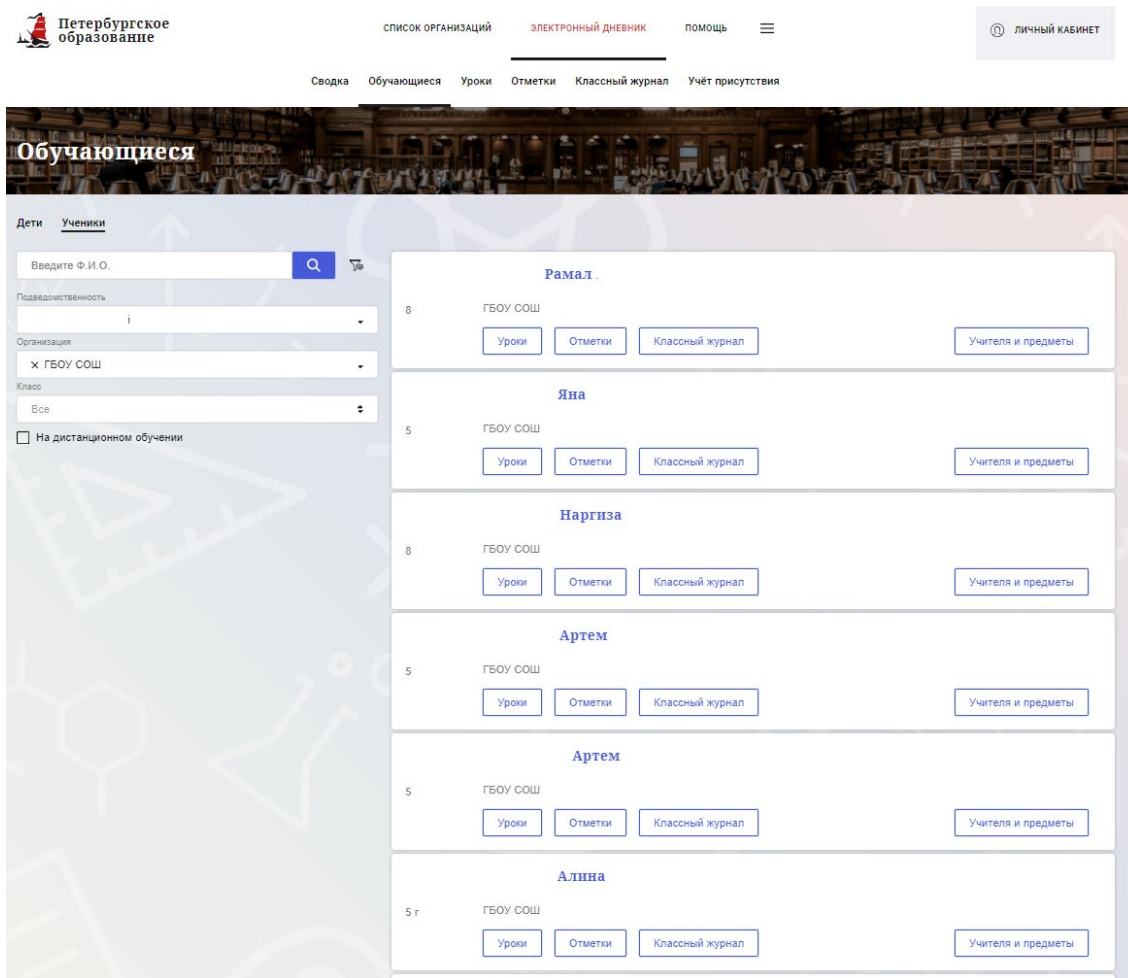 Петербургское
образование
СПИСОК ОРГАНИЗАЦИЙ ЭЛЕКТРОННЫЙ ДНЕВНИК ПОМОЩЬ
ЛИЧНЫЙ КАБИНЕТ
Сводка Обучающиеся Уроки Отметки Классный журнал Учёт присутствия
Обучающиеся
Дети Ученики
Введите Ф.И.О.
Подведомственность
i
Организация
× ГБОУ СОШ
Класс
Все
На дистанционном обучении
Рамал
8 ГБОУ СОШ
Уроки Отметки Классный журнал Учителя и предметы
Яна
5 ГБОУ СОШ
Уроки Отметки Классный журнал Учителя и предметы
Наргиза
8 ГБОУ СОШ
Уроки Отметки Классный журнал Учителя и предметы
Артем
5 ГБОУ СОШ
Уроки Отметки Классный журнал Учителя и предметы
Артем
5 ГБОУ СОШ
Уроки Отметки Классный журнал Учителя и предметы
Алина
5 г ГБОУ СОШ
Уроки Отметки Классный журнал Учителя и предметы